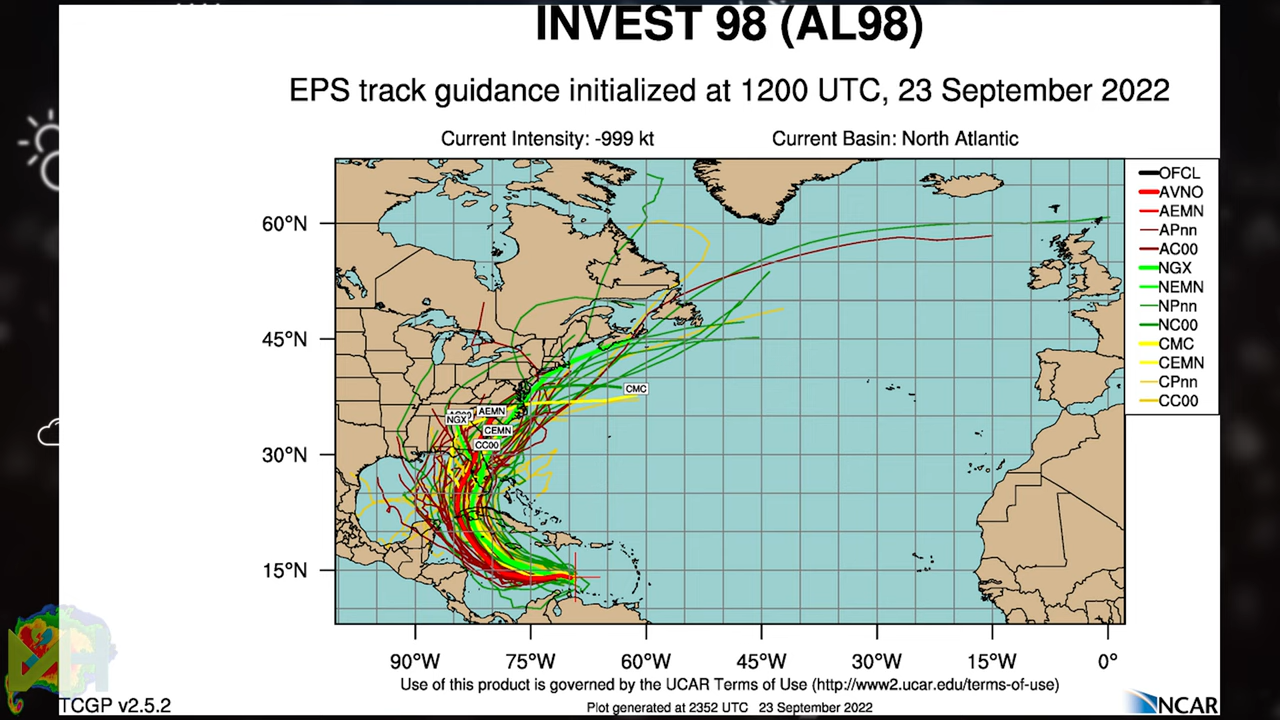 INVEST 98 (AL98)
EPS track guidance initialized at 1200 UTC, 23 September 2022
Current Intensity: -999 kt
Current Basin: North Atlantic
OFCL
AVNO
AEMN
APnn
AC00
NGX
NEMN
NPnn
NC00
CMC
CEMN
CPnn
CC00
60°N
45°N
30°N
15°N
CMC
AEMN
NGX
CEMN
CC00
90°W
75°W
60°W
45°W
30°W
15°W
0°
Use of this product is governed by the UCAR Terms of Use (http://www2.ucar.edu/terms-of-use)
TCGP v2.5.2
Plot generated at 2352 UTC 23 September 2022
NCAR